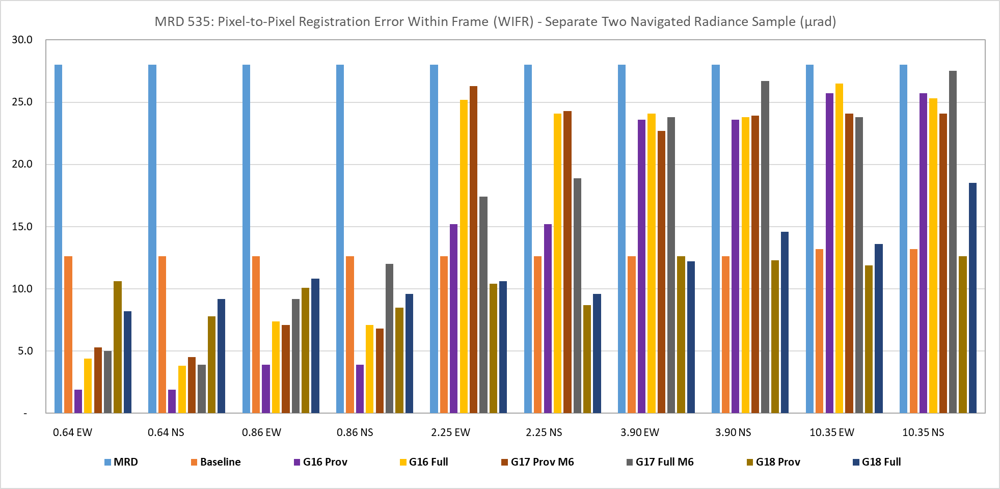 MRD 535: Pixel-to-Pixel Registration Error Within Frame (WIFR) - Separate Two Navigated Radiance Sample (µrad)
30.0
25.0
20.0
15.0
10.0
5.0
-
0.64 EW 0.64 NS 0.86 EW 0.86 NS 2.25 EW 2.25 NS 3.90 EW 3.90 NS 10.35 EW 10.35 NS
MRD Baseline G16 Prov G16 Full G17 Prov M6 G17 Full M6 G18 Prov G18 Full